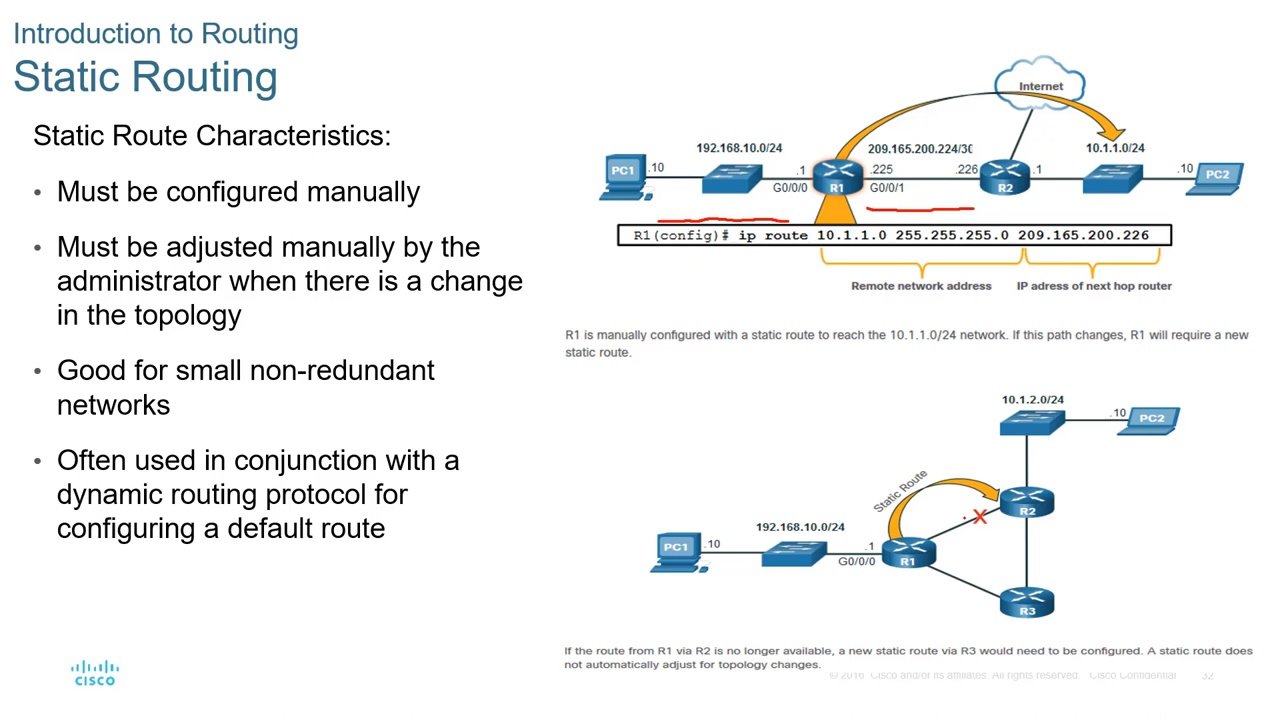 Introduction to Routing
Static Routing
Static Route Characteristics:
• Must be configured manually
• Must be adjusted manually by the
administrator when there is a change
in the topology
• Good for small non-redundant
networks
• Often used in conjunction with a
dynamic routing protocol for
configuring a default route
Internet
192.168.10.0/24
209.165.200.224/30
10.1.1.0/24
PC1
.10
.1
G0/0/0
R1
.225
G0/0/1
.226
R2
.1
.10
PC2
R1(config)# ip route 10.1.1.0 255.255.255.0 209.165.200.226
Remote network address
IP adress of next hop router
R1 is manually configured with a static route to reach the 10.1.1.0/24 network. If this path changes, R1 will require a new
static route.
10.1.2.0/24
.10
PC2
Static Route
R2
X
192.168.10.0/24
PC1
.10
.1
G0/0/0
R1
R3
If the route from R1 via R2 is no longer available, a new static route via R3 would need to be configured. A static route does
not automatically adjust for topology changes.
CISCO
© 2016 Cisco and/or its affiliates. All rights reserved. Cisco Confidential
32